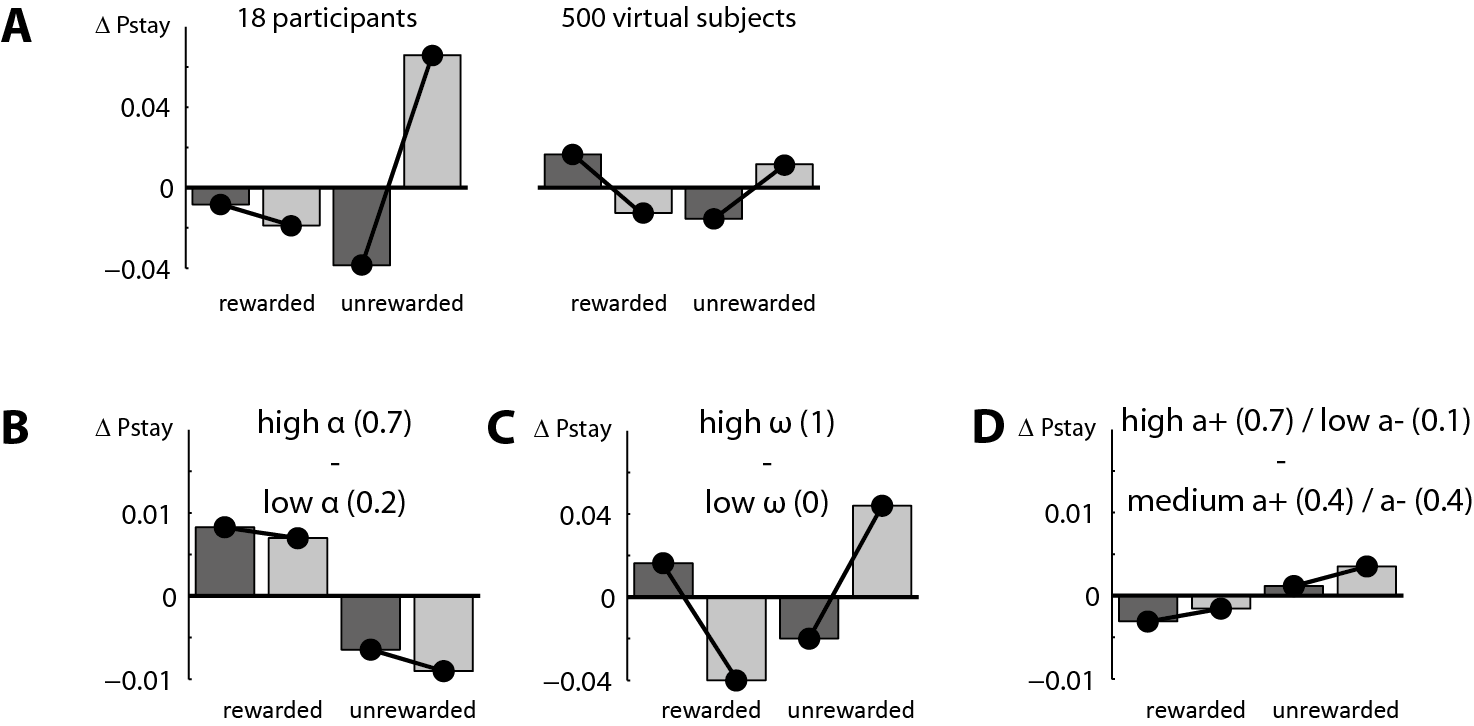 A
Δ Pstay
18 participants
500 virtual subjects
0.04
0
−0.04
rewarded
unrewarded
rewarded
unrewarded
B
Δ Pstay
high α (0.7)
-
low α (0.2)
0.01
0
−0.01
rewarded
unrewarded
C
Δ Pstay
high ω (1)
-
low ω (0)
0.04
0
−0.04
rewarded
unrewarded
D
Δ Pstay
high a+ (0.7) / low a- (0.1)
-
medium a+ (0.4) / a- (0.4)
0.01
0
−0.01
rewarded
unrewarded